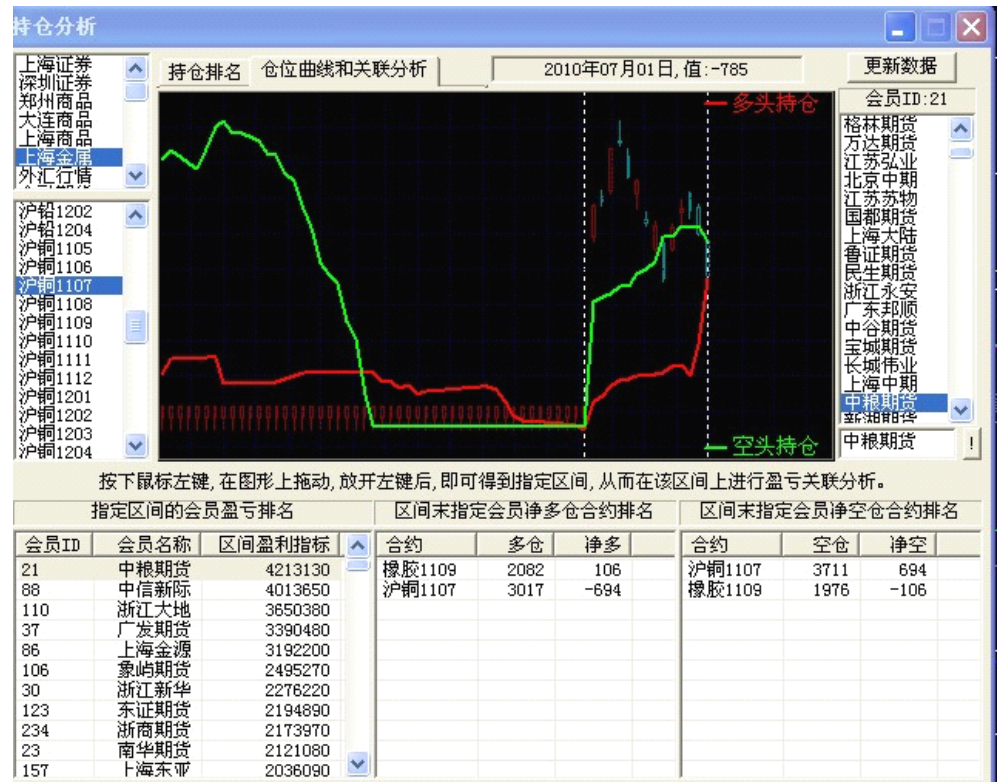 持仓分析
上海证券
深圳证券
郑州商品
大连商品
上海商品
上海金属
外汇行情
持仓排名
仓位曲线和关联分析
2010年07月01日,值:-785
更新数据
会员ID:21
多头持仓
空头持仓
沪铅1202
沪铅1204
沪铜1105
沪铜1106
沪铜1107
沪铜1108
沪铜1109
沪铜1110
沪铜1111
沪铜1112
沪铜1201
沪铜1202
沪铜1203
沪铜1204
格林期货
万达期货
江苏弘业
北京中期
江苏苏物
国都期货
上海大陆
鲁证期货
民生期货
浙江永安
广东邦顺
中谷期货
宝城期货
长城伟业
上海中期
中粮期货
新湖期货
中粮期货
!
按下鼠标左键,在图形上拖动,放开左键后,即可得到指定区间,从而在该区间上进行盈亏关联分析。
指定区间的会员盈亏排名
会员ID 会员名称 区间盈利指标
21 中粮期货 4213130
88 中信新际 4013650
110 浙江大地 3650380
37 广发期货 3390480
86 上海金源 3192200
106 象屿期货 2495270
30 浙江新华 2276220
123 东证期货 2194890
234 浙商期货 2173970
23 南华期货 2121080
157 上海东亚 2036090
区间末指定会员净多仓合约排名
合约 多仓 净多
橡胶1109 2082 106
沪铜1107 3017 -694
区间末指定会员净空仓合约排名
合约 空仓 净空
沪铜1107 3711 694
橡胶1109 1976 -106